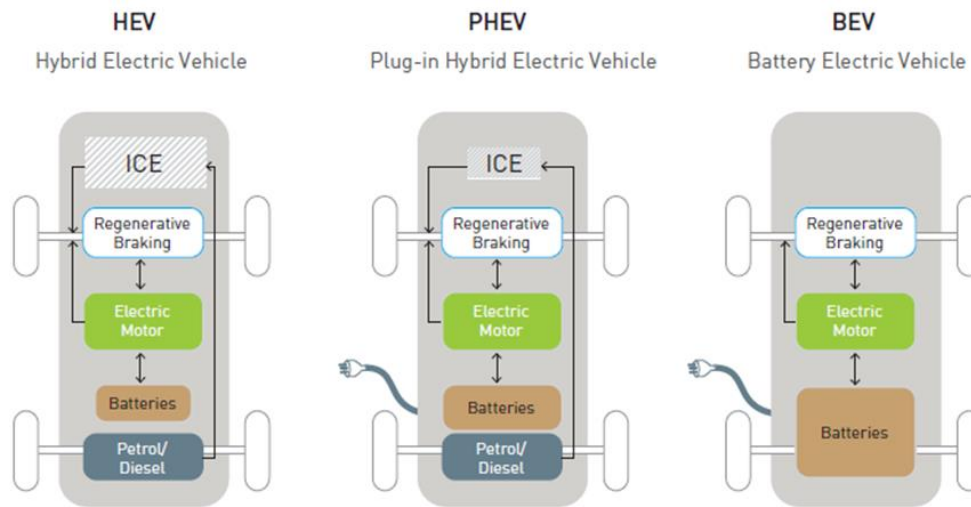 HEV
Hybrid Electric Vehicle
ICE
Regenerative
Braking
Electric
Motor
Batteries
Petrol/
Diesel
PHEV
Plug-in Hybrid Electric Vehicle
ICE
Regenerative
Braking
Electric
Motor
Batteries
Petrol/
Diesel
BEV
Battery Electric Vehicle
Regenerative
Braking
Electric
Motor
Batteries